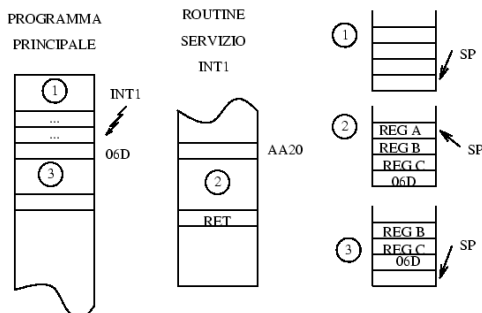 PROGRAMMA
PRINCIPALE
1
...
...
3
INT1
06D
ROUTINE
SERVIZIO
INT1
2
RET
AA20
1
SP
2
REG A
REG B
REG C
06D
SP
3
REG B
REG C
06D
SP